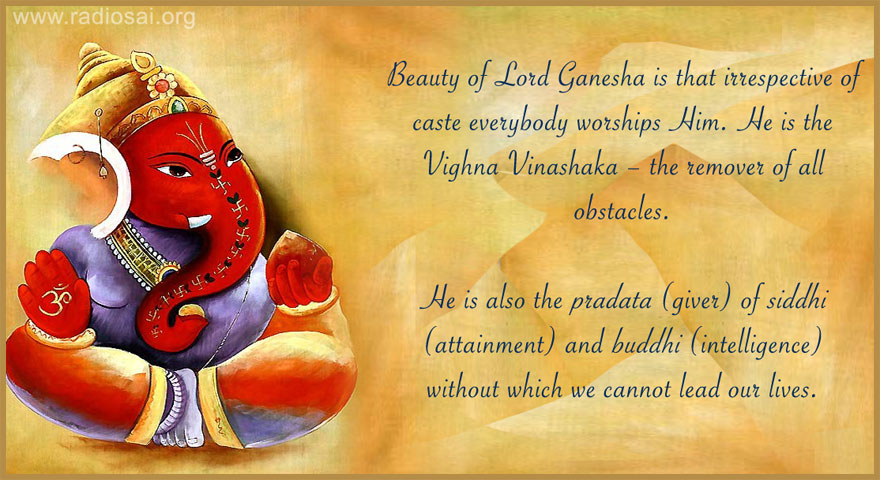 www.radiosai.org
Beauty of Lord Ganesha is that irrespective of
caste everybody worships Him. He is the
Vighna Vinashaka – the remover of all
obstacles.
He is also the pradata (giver) of siddhi
(attainment) and buddhi (intelligence)
without which we cannot lead our lives.
ॐ